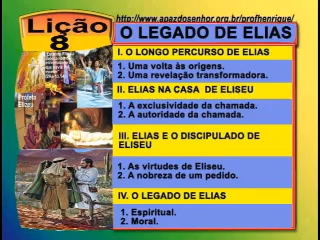 http://www.apazdosenhor.org.br/profhenrique/
Lição
8
O LEGADO DE ELIAS
I. O LONGO PERCURSO DE ELIAS
1. Uma volta às origens.
2. Uma revelação transformadora.
II. ELIAS NA CASA DE ELISEU
1. A exclusividade da chamada.
2. A autoridade da chamada.
III. ELIAS E O DISCIPULADO DE
ELISEU
1. As virtudes de Eliseu.
2. A nobreza de um pedido.
IV. O LEGADO DE ELIAS
1. Espiritual.
2. Moral.
Profeta